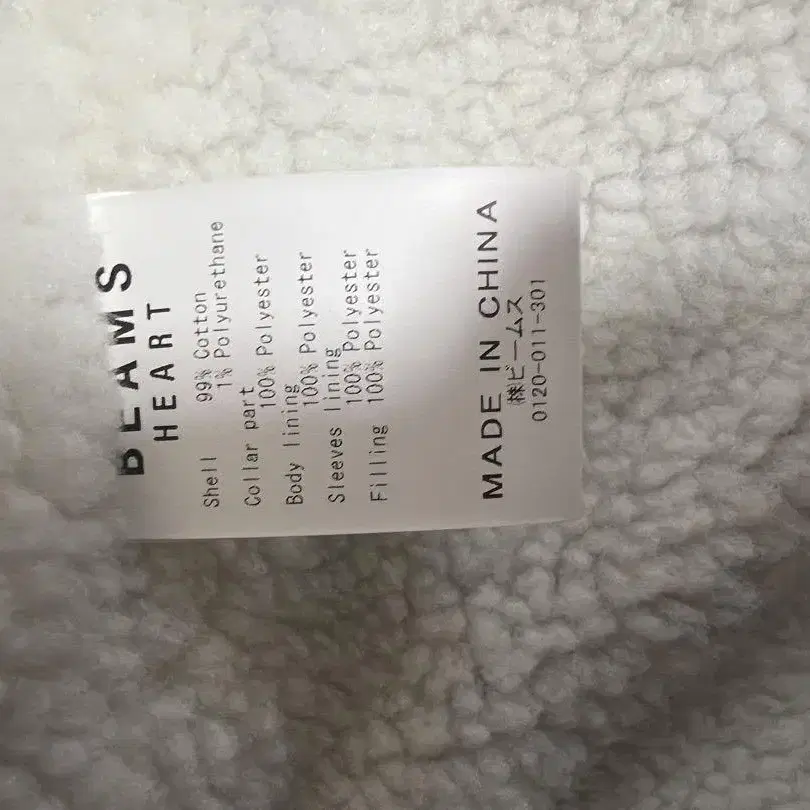 BEAMS
HEART
Shell 99% Cotton
1% Polyurethane
Collar part
100% Polyester
Body lining
100% Polyester
Sleeves lining
100% Polyester
Filling 100% Polyester
MADE IN CHINA
㈱ビームス
0120-011-301